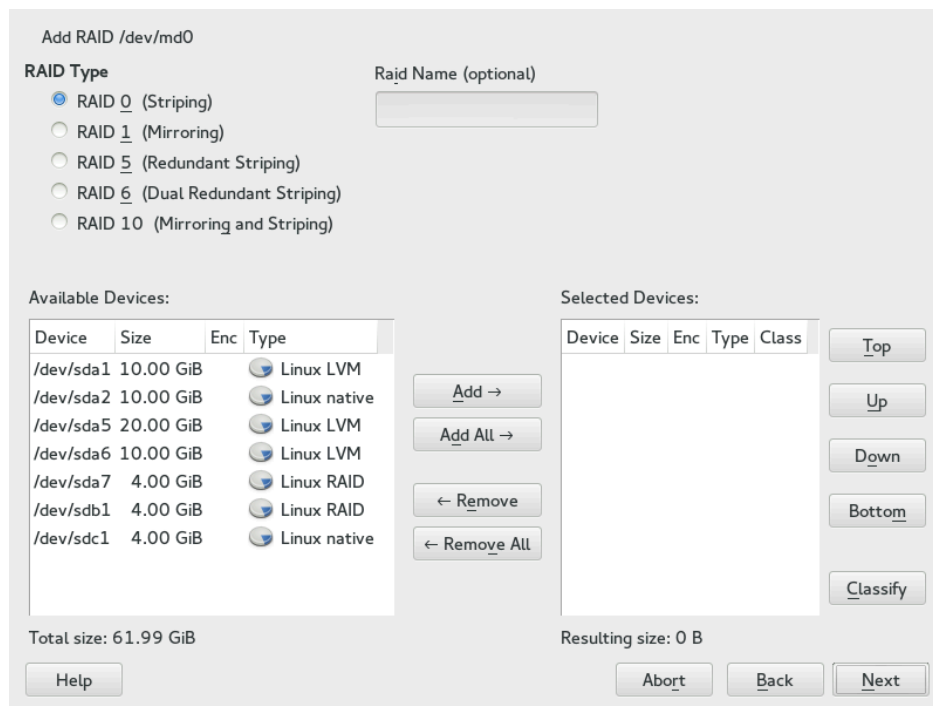 Add RAID /dev/md0
RAID Type
RAID 0 (Striping)
RAID 1 (Mirroring)
RAID 5 (Redundant Striping)
RAID 6 (Dual Redundant Striping)
RAID 10 (Mirroring and Striping)
Raid Name (optional)
Available Devices:
Device Size Enc Type
/dev/sda1 10.00 GiB Linux LVM
/dev/sda2 10.00 GiB Linux native
/dev/sda5 20.00 GiB Linux LVM
/dev/sda6 10.00 GiB Linux LVM
/dev/sda7 4.00 GiB Linux RAID
/dev/sdb1 4.00 GiB Linux RAID
/dev/sdc1 4.00 GiB Linux native
Total size: 61.99 GiB
Add →
Add All →
← Remove
← Remove All
Selected Devices:
Device Size Enc Type Class
Resulting size: 0 B
Top
Up
Down
Bottom
Classify
Help
Abort
Back
Next